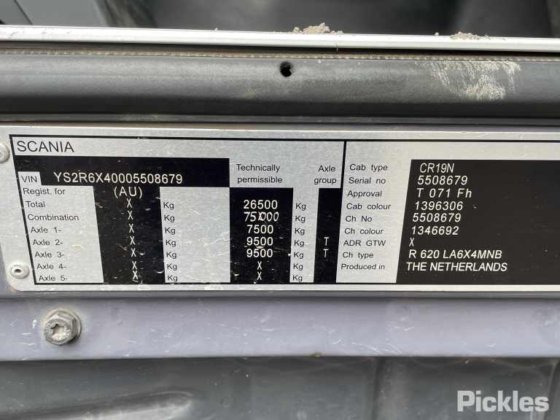 SCANIA
VIN YS2R6X40005508679 Technically permissible Axle group
Regist. for (AU)
Total X Kg 26500 Kg
Combination X Kg 751000 Kg
Axle 1- X Kg 7500 Kg
Axle 2- X Kg 9500 Kg T
Axle 3- X Kg 9500 Kg T
Axle 4- X Kg X Kg
Axle 5- X Kg X Kg
Cab type CR19N
Serial no 5508679
Approval T 071 Fh
Cab colour 1396306
Ch No 5508679
Ch colour 1346692
ADR GTW X
Ch type R 620 LA6X4MNB
Produced in THE NETHERLANDS
Pickles